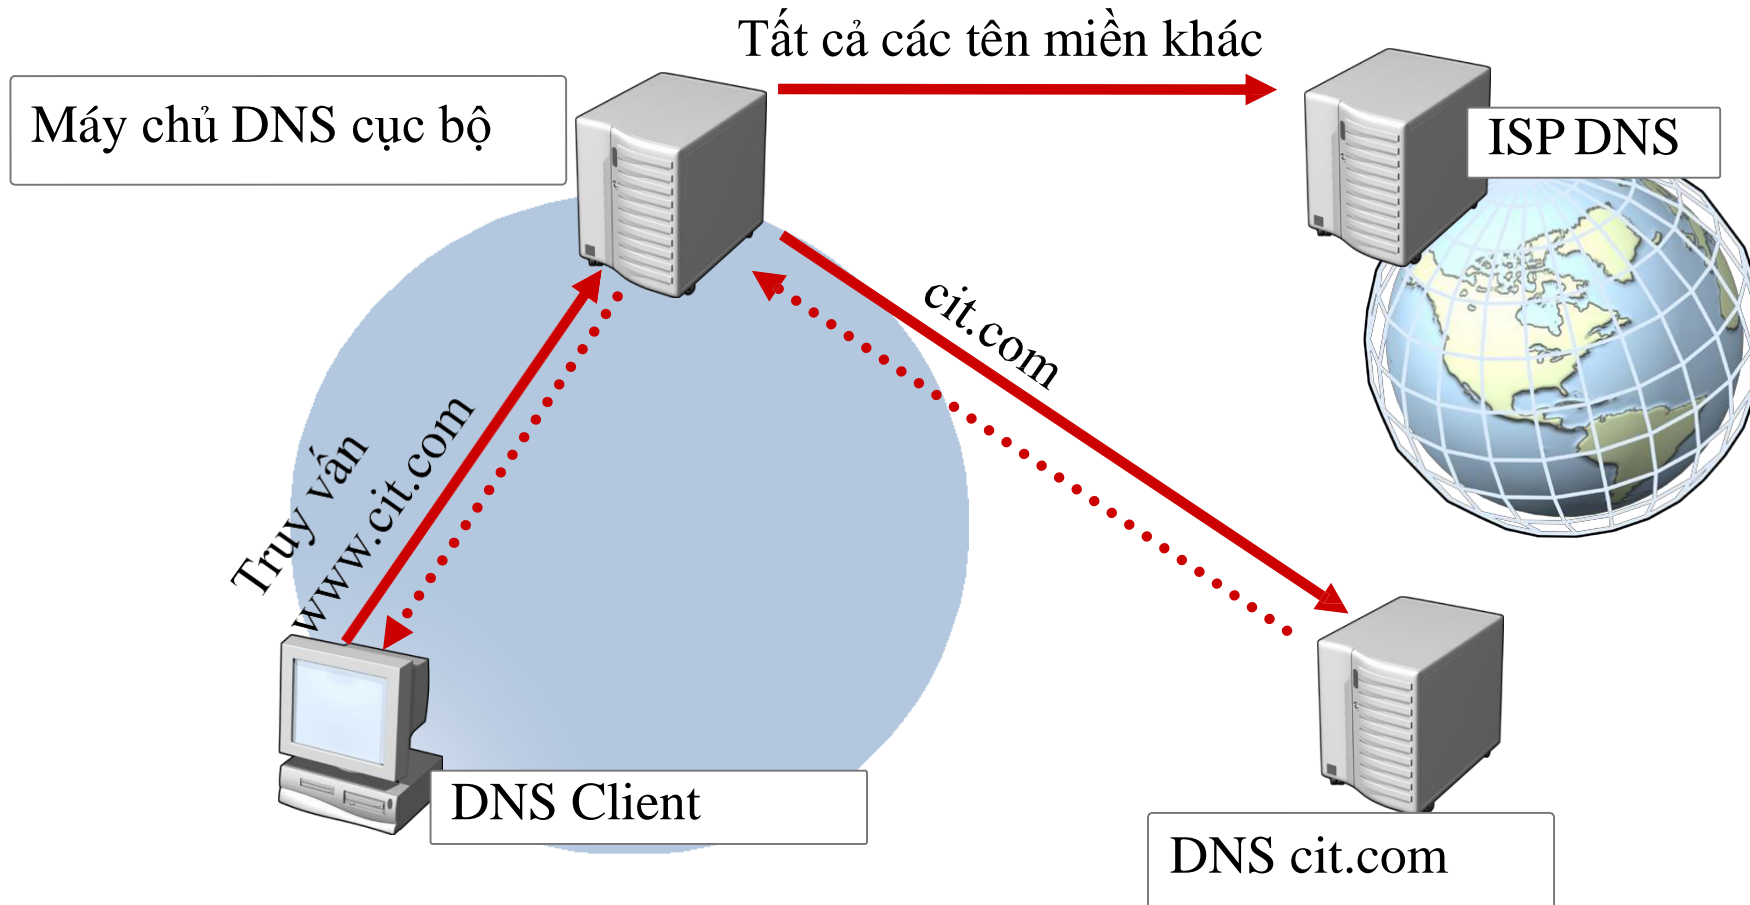 Tất cả các tên miền khác
Máy chủ DNS cục bộ
ISP DNS
cit.com
Truy vấn
www.cit.com
DNS Client
DNS cit.com